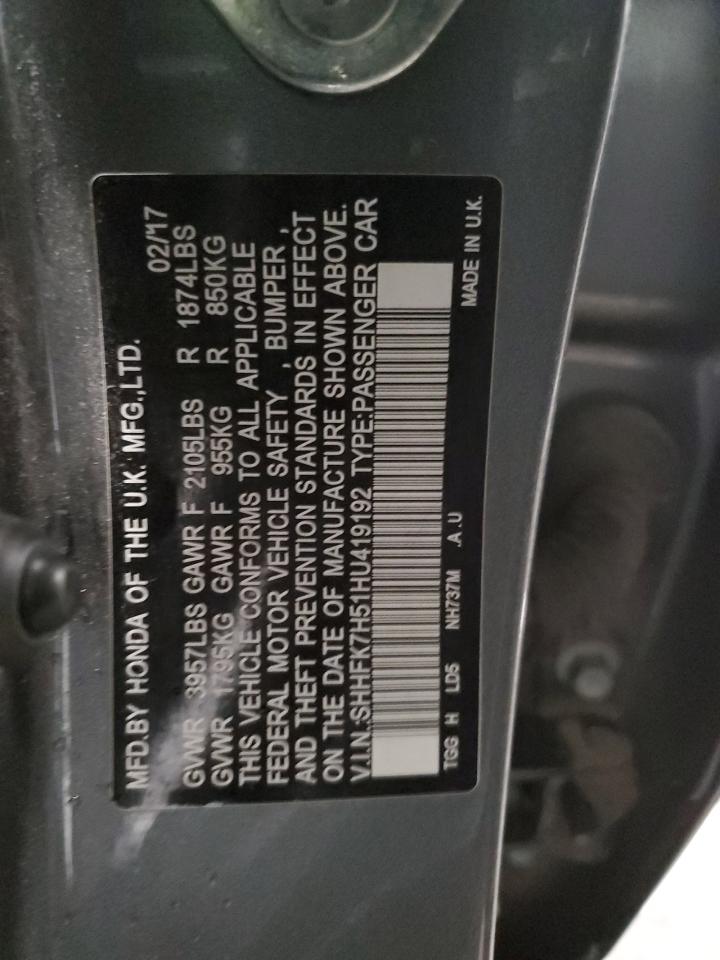 MFD.BY HONDA OF THE U.K. MFG.,LTD. 02/17
GVWR 3957LBS GAWR F 2105LBS R 1874LBS
GVWR 1795KG GAWR F 955KG R 850KG
THIS VEHICLE CONFORMS TO ALL APPLICABLE
FEDERAL MOTOR VEHICLE SAFETY , BUMPER ,
AND THEFT PREVENTION STANDARDS IN EFFECT
ON THE DATE OF MANUFACTURE SHOWN ABOVE.
V.I.N.:SHHFK7H51HU419192 TYPE:PASSENGER CAR
TGG H LD5 NH737M .A .U MADE IN U.K.